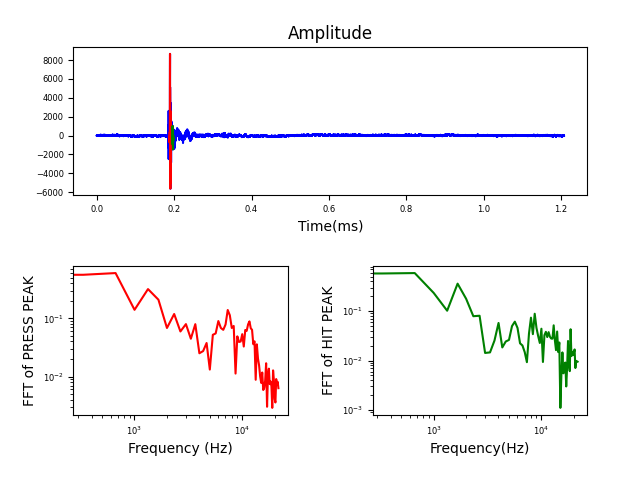 Amplitude
8000
6000
4000
2000
0
−2000
−4000
−6000
0.0 0.2 0.4 0.6 0.8 1.0 1.2
Time(ms)
FFT of PRESS PEAK
10⁻¹
10⁻²
10³ 10⁴
Frequency (Hz)
FFT of HIT PEAK
10⁻¹
10⁻²
10⁻³
10³ 10⁴
Frequency(Hz)